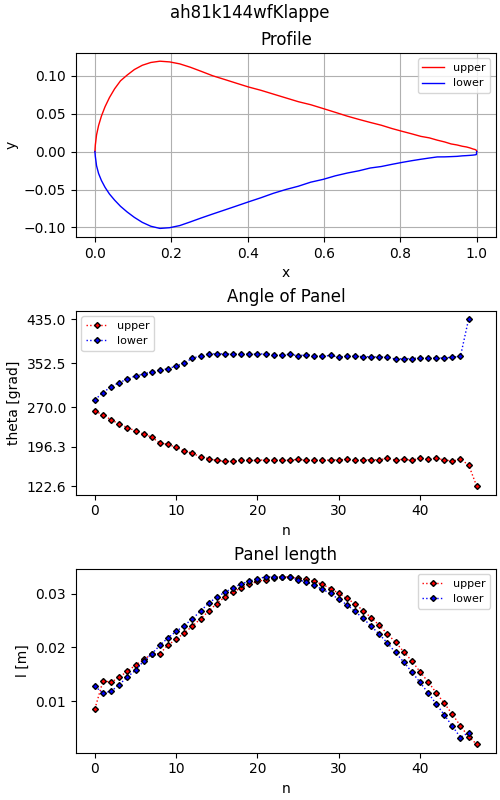 ah81k144wfKlappe
Profile
upper
lower
0.10
0.05
0.00
−0.05
−0.10
y
0.0 0.2 0.4 0.6 0.8 1.0
x
Angle of Panel
upper
lower
435.0
352.5
270.0
196.3
122.6
theta [grad]
0 10 20 30 40
n
Panel length
upper
lower
0.03
0.02
0.01
l [m]
0 10 20 30 40
n